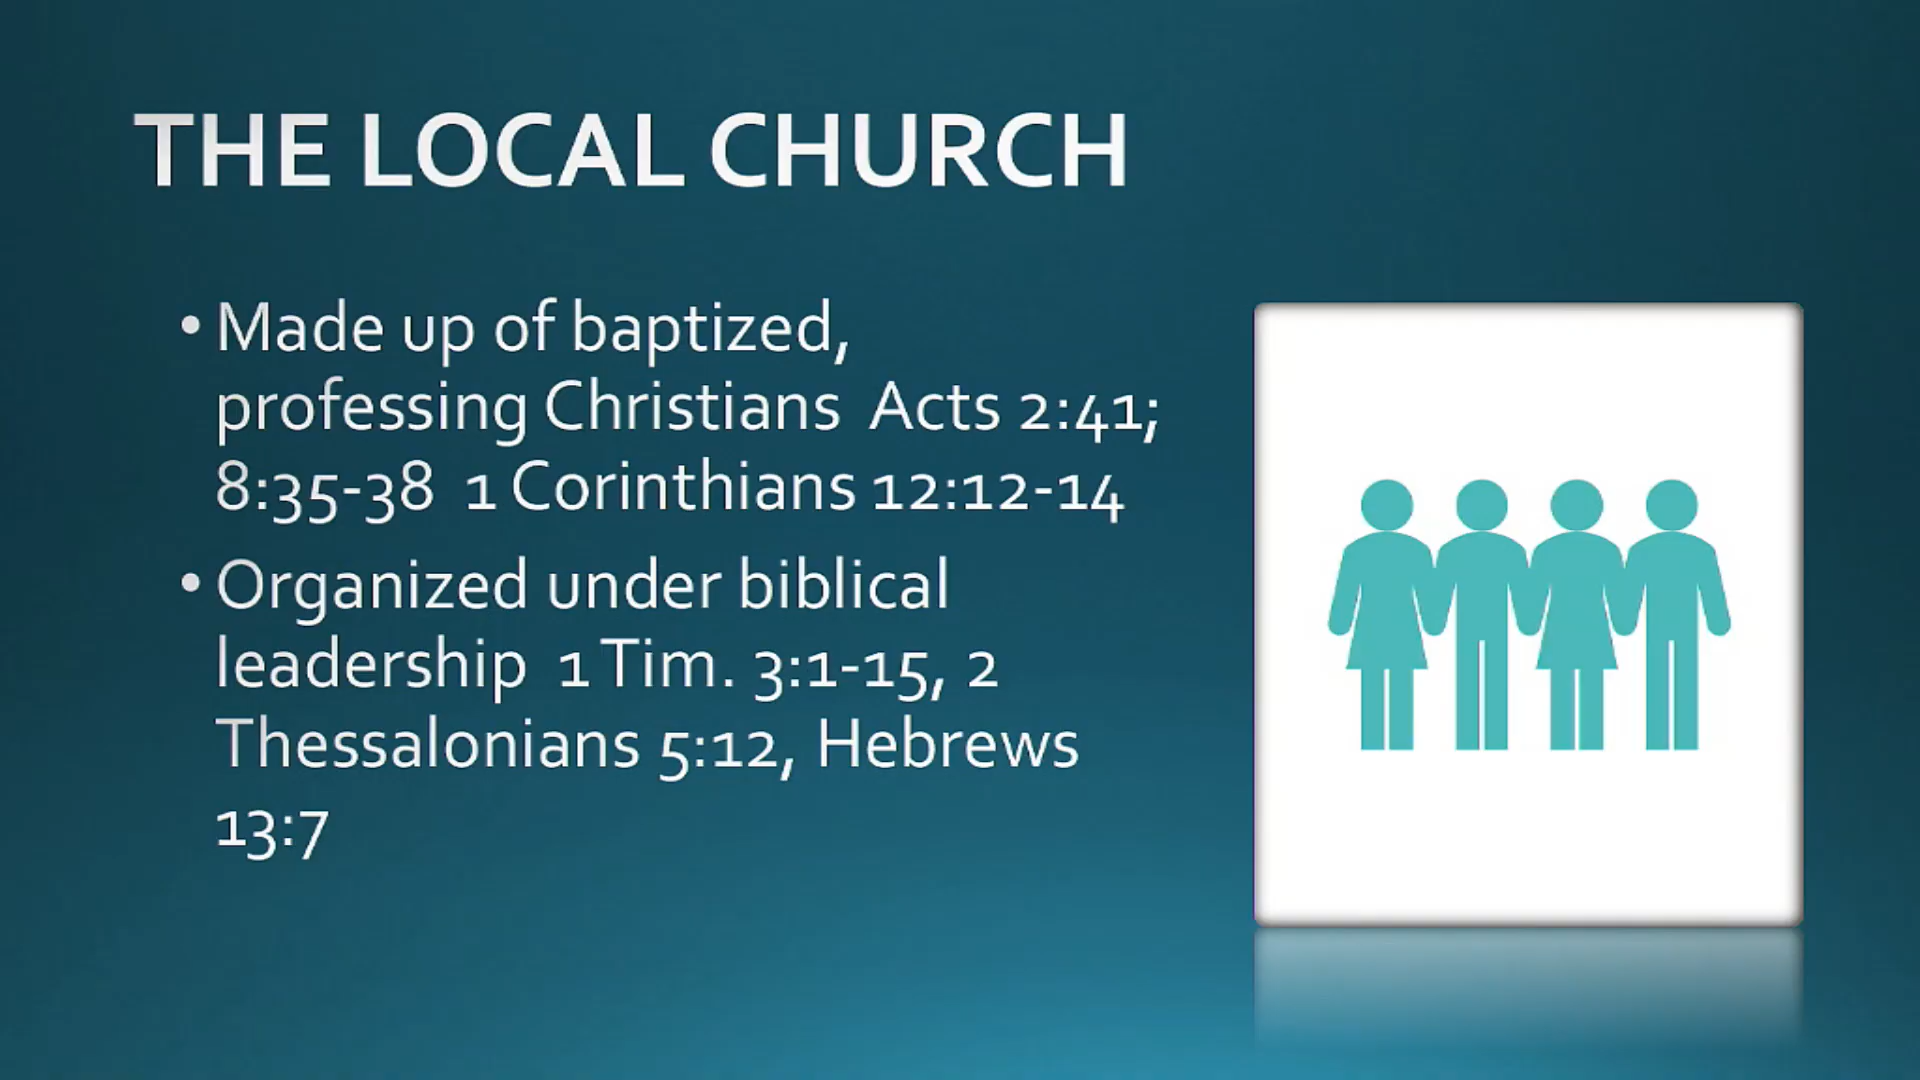 THE LOCAL CHURCH
• Made up of baptized,
professing Christians  Acts 2:41;
8:35-38  1 Corinthians 12:12-14
• Organized under biblical
leadership  1 Tim. 3:1-15, 2
Thessalonians 5:12, Hebrews
13:7